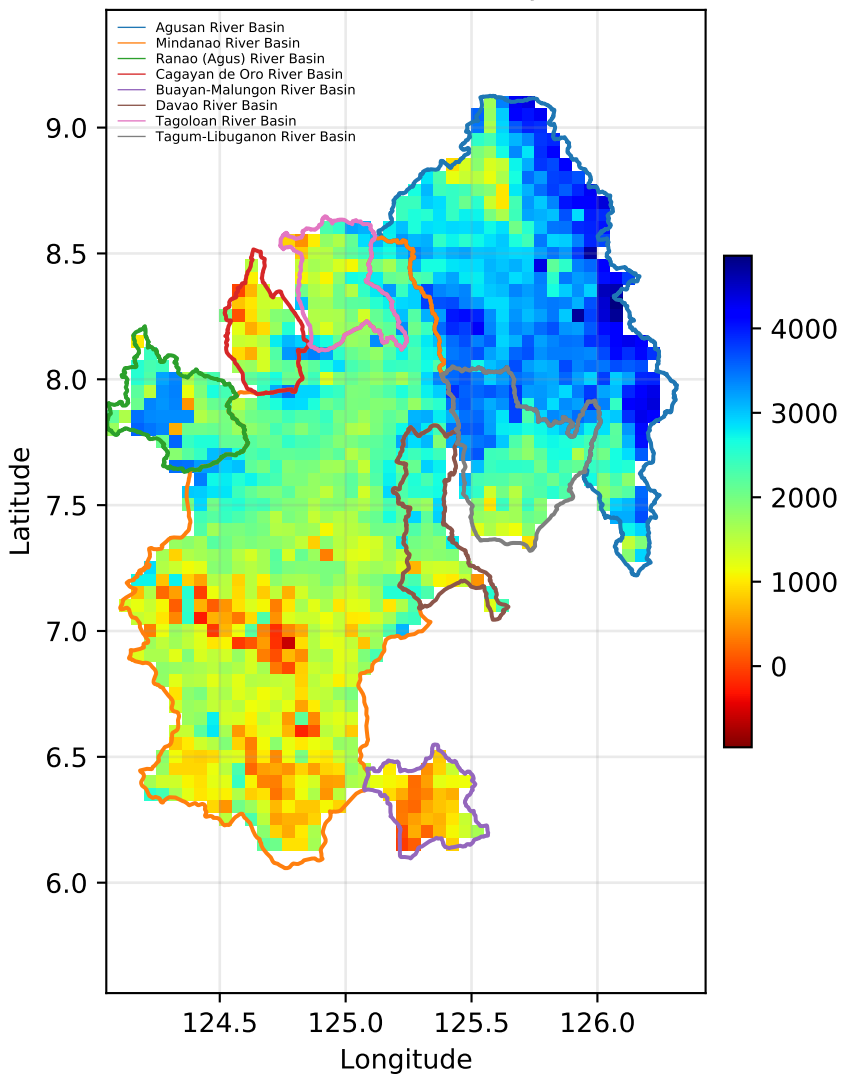 Agusan River Basin
Mindanao River Basin
Ranao (Agus) River Basin
Cagayan de Oro River Basin
Buayan-Malungon River Basin
Davao River Basin
Tagoloan River Basin
Tagum-Libuganon River Basin
9.0
8.5
8.0
7.5
7.0
6.5
6.0
Latitude
124.5 125.0 125.5 126.0
Longitude
4000
3000
2000
1000
0